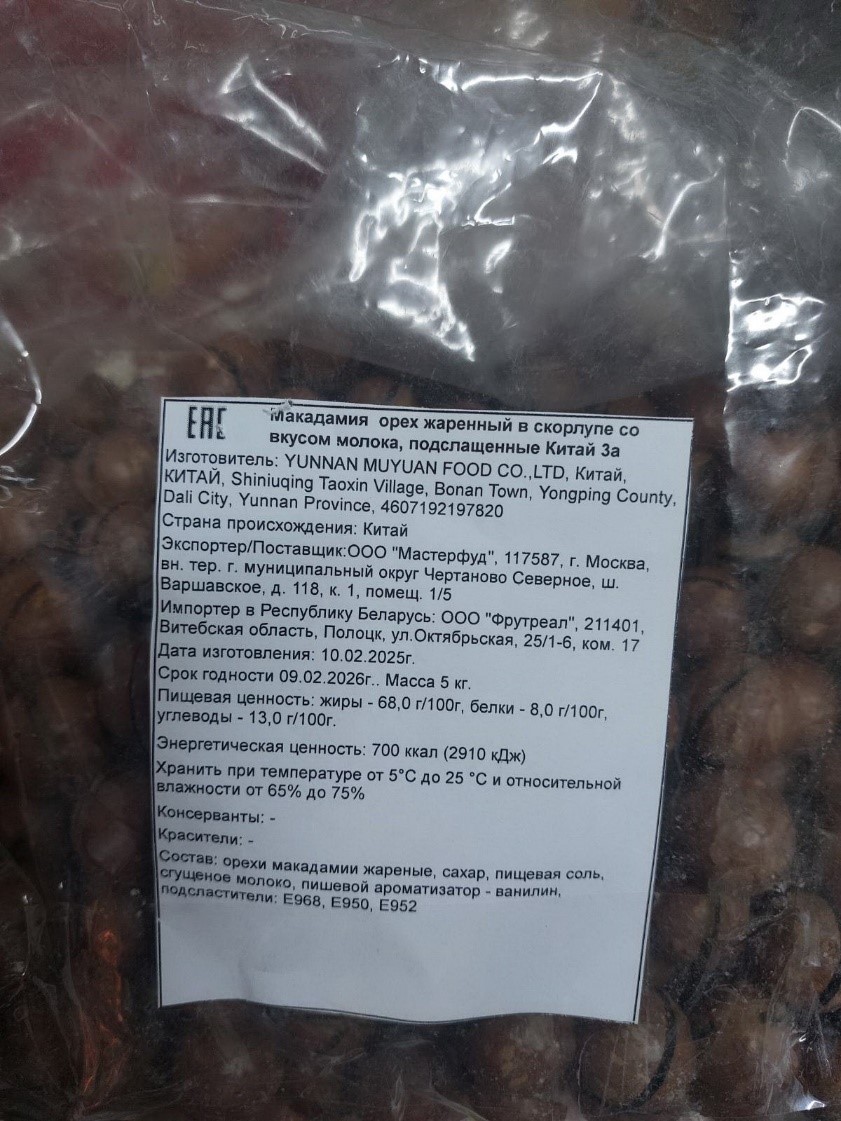 ЕАС Макадамия орех жаренный в скорлупе со
вкусом молока, подслащенные Китай 3а
Изготовитель: YUNNAN MUYUAN FOOD CO.,LTD, Китай,
КИТАЙ, Shiniuqing Taoxin Village, Bonan Town, Yongping County,
Dali City, Yunnan Province, 4607192197820
Страна происхождения: Китай
Экспортер/Поставщик:ООО "Мастерфуд", 117587, г. Москва,
вн. тер. г. муниципальный округ Чертаново Северное, ш.
Варшавское, д. 118, к. 1, помещ. 1/5
Импортер в Республику Беларусь: ООО "Фрутреал", 211401,
Витебская область, Полоцк, ул.Октябрьская, 25/1-6, ком. 17
Дата изготовления: 10.02.2025г.
Срок годности 09.02.2026г.. Масса 5 кг.
Пищевая ценность: жиры - 68,0 г/100г, белки - 8,0 г/100г,
углеводы - 13,0 г/100г.
Энергетическая ценность: 700 ккал (2910 кДж)
Хранить при температуре от 5°С до 25 °С и относительной
влажности от 65% до 75%
Консерванты: -
Красители: -
Состав: орехи макадамии жареные, сахар, пищевая соль,
сгущеное молоко, пишевой ароматизатор - ванилин,
подсластители: Е968, Е950, Е952